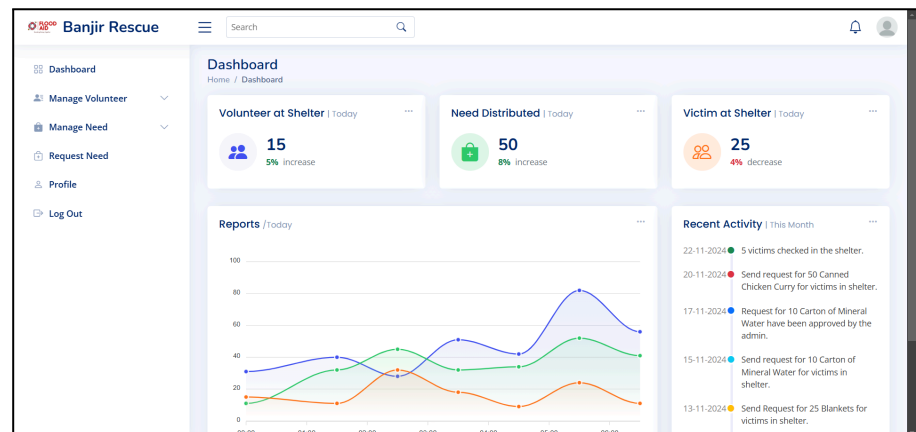 FLOOD
AID
Banjir Rescue
Search
Dashboard
Manage Volunteer
Manage Need
Request Need
Profile
Log Out
Dashboard
Home / Dashboard
Volunteer at Shelter | Today
15
5% increase
Need Distributed | Today
50
8% increase
Victim at Shelter | Today
25
4% decrease
Reports /Today
100
80
60
40
20
0
Recent Activity | This Month
22-11-2024 5 victims checked in the shelter.
20-11-2024 Send request for 50 Canned
Chicken Curry for victims in shelter.
17-11-2024 Request for 10 Carton of Mineral
Water have been approved by the
admin.
15-11-2024 Send request for 10 Carton of
Mineral Water for victims in
shelter.
13-11-2024 Send Request for 25 Blankets for
victims in shelter.